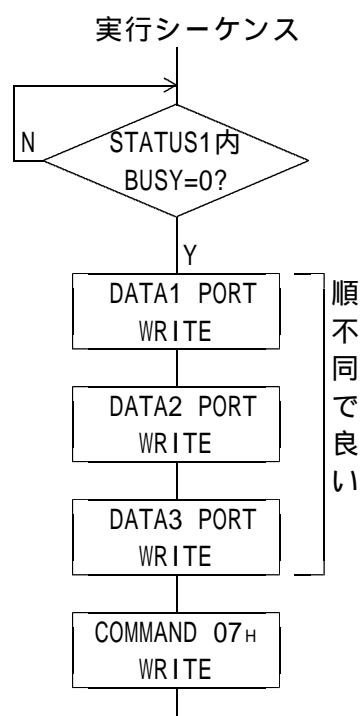 実行シーケンス
N
STATUS1内
BUSY=0?
Y
DATA1 PORT
WRITE
DATA2 PORT
WRITE
DATA3 PORT
WRITE
順不同で良い
COMMAND 07H
WRITE